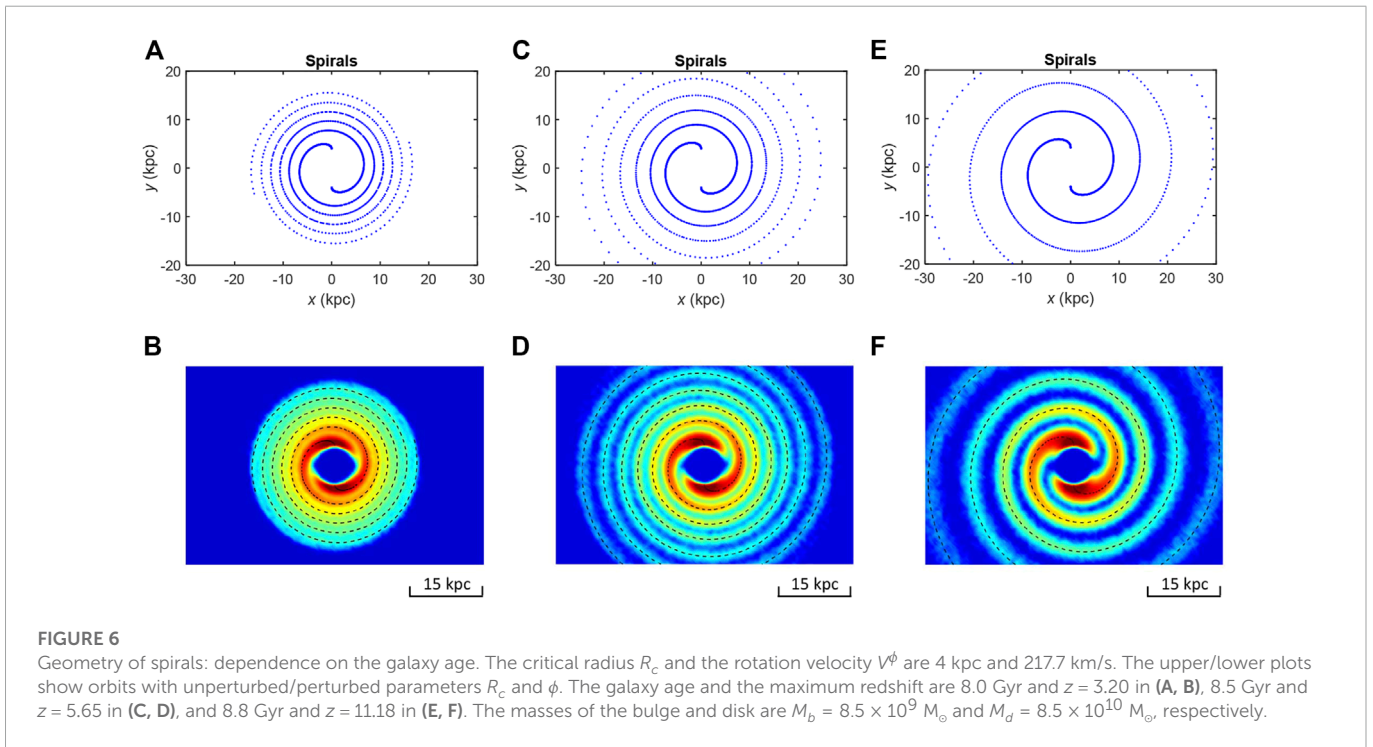 A
Spirals
20
10
0
-10
-20
y (kpc)
-30 -20 -10 0 10 20 30
x (kpc)
C
Spirals
20
10
0
-10
-20
y (kpc)
-30 -20 -10 0 10 20 30
x (kpc)
E
Spirals
20
10
0
-10
-20
y (kpc)
-30 -20 -10 0 10 20 30
x (kpc)
B
15 kpc
D
15 kpc
F
15 kpc
FIGURE 6
Geometry of spirals: dependence on the galaxy age. The critical radius R_c and the rotation velocity V^ϕ are 4 kpc and 217.7 km/s. The upper/lower plots
show orbits with unperturbed/perturbed parameters R_c and ϕ. The galaxy age and the maximum redshift are 8.0 Gyr and z = 3.20 in (A, B), 8.5 Gyr and
z = 5.65 in (C, D), and 8.8 Gyr and z = 11.18 in (E, F). The masses of the bulge and disk are M_b = 8.5 × 10⁹ M_⊙ and M_d = 8.5 × 10¹⁰ M_⊙, respectively.